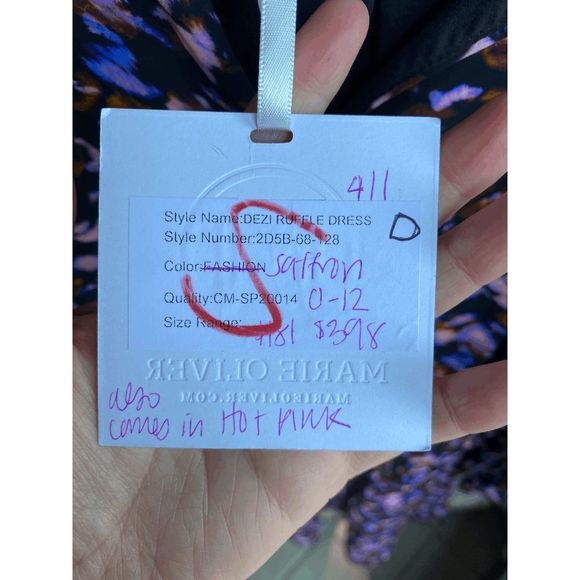 411
Style Name:DEZI RUFFLE DRESS
D
Style Number:2D5B-68-128
Color:FASHION Saffron
Quality:CM-SP20014 0-12
Size Range: $181 $398
S
MARIE OLIVER
MARIEOLIVER.COM
also
comes in Hot pink